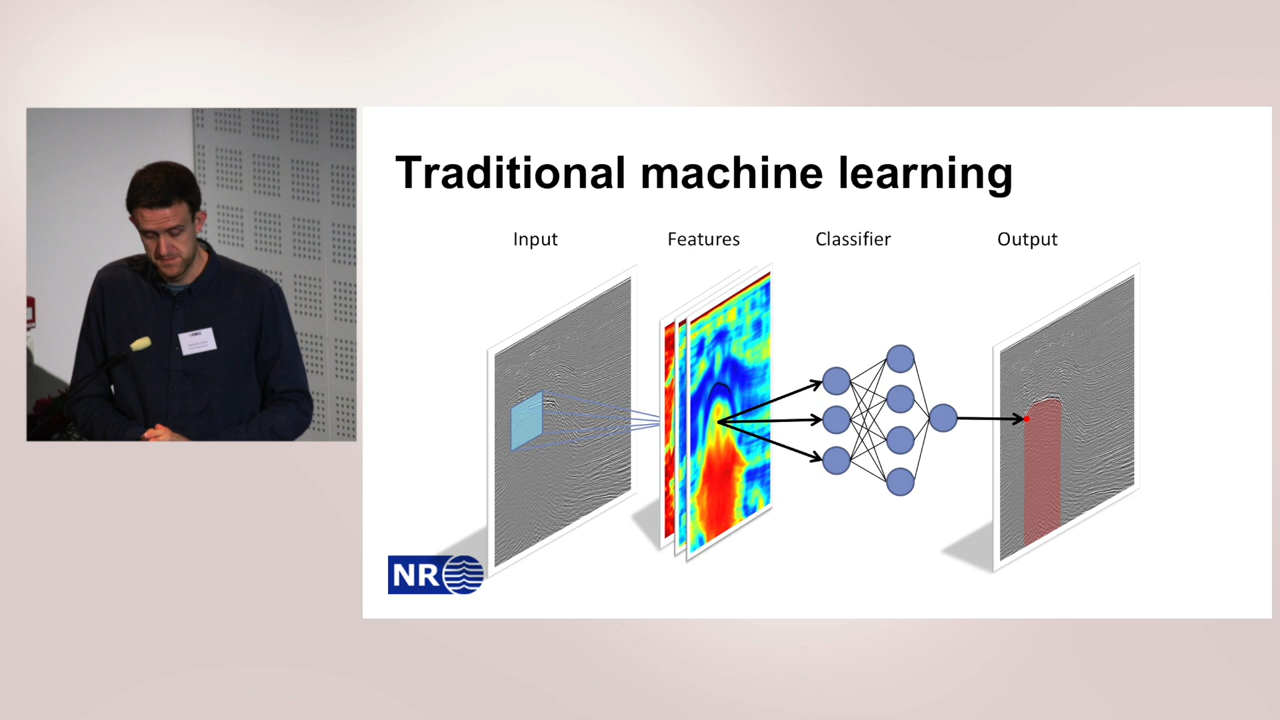 Traditional machine learning
Input
Features
Classifier
Output
NR